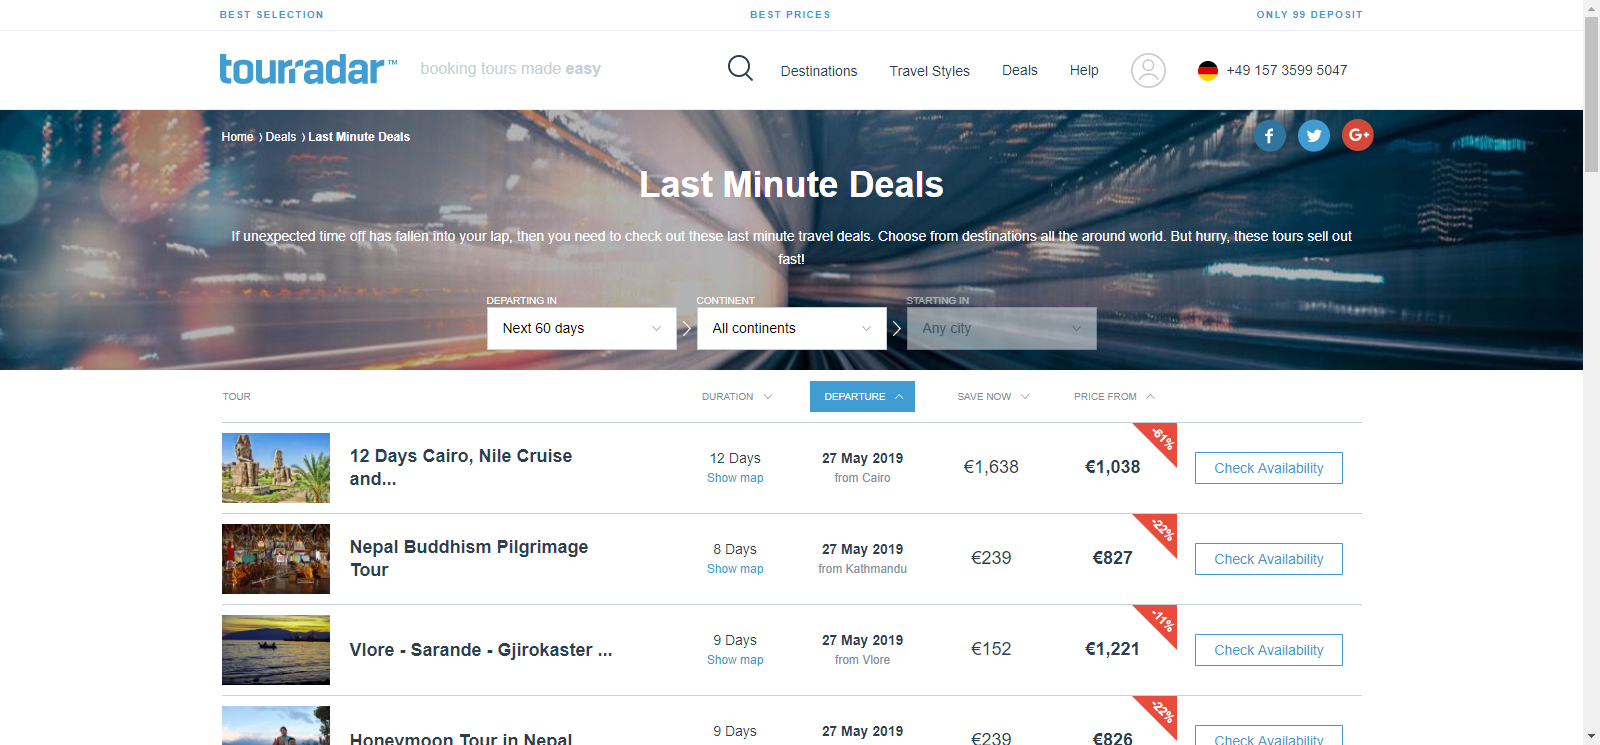 BEST SELECTION BEST PRICES ONLY 99 DEPOSIT
tourradar™ booking tours made easy Destinations Travel Styles Deals Help +49 157 3599 5047
Home › Deals › Last Minute Deals
Last Minute Deals
If unexpected time off has fallen into your lap, then you need to check out these last minute travel deals. Choose from destinations all the around world. But hurry, these tours sell out
fast!
DEPARTING IN CONTINENT STARTING IN
Next 60 days All continents Any city
TOUR DURATION DEPARTURE SAVE NOW PRICE FROM
-61%
12 Days Cairo, Nile Cruise 12 Days 27 May 2019 €1,638 €1,038 Check Availability
and... Show map from Cairo
-22%
Nepal Buddhism Pilgrimage 8 Days 27 May 2019 €239 €827 Check Availability
Tour Show map from Kathmandu
-11%
Vlore - Sarande - Gjirokaster ... 9 Days 27 May 2019 €152 €1,221 Check Availability
Show map from Vlore
-22%
Honeymoon Tour in Nepal 9 Days 27 May 2019 €239 €826 Check Availability